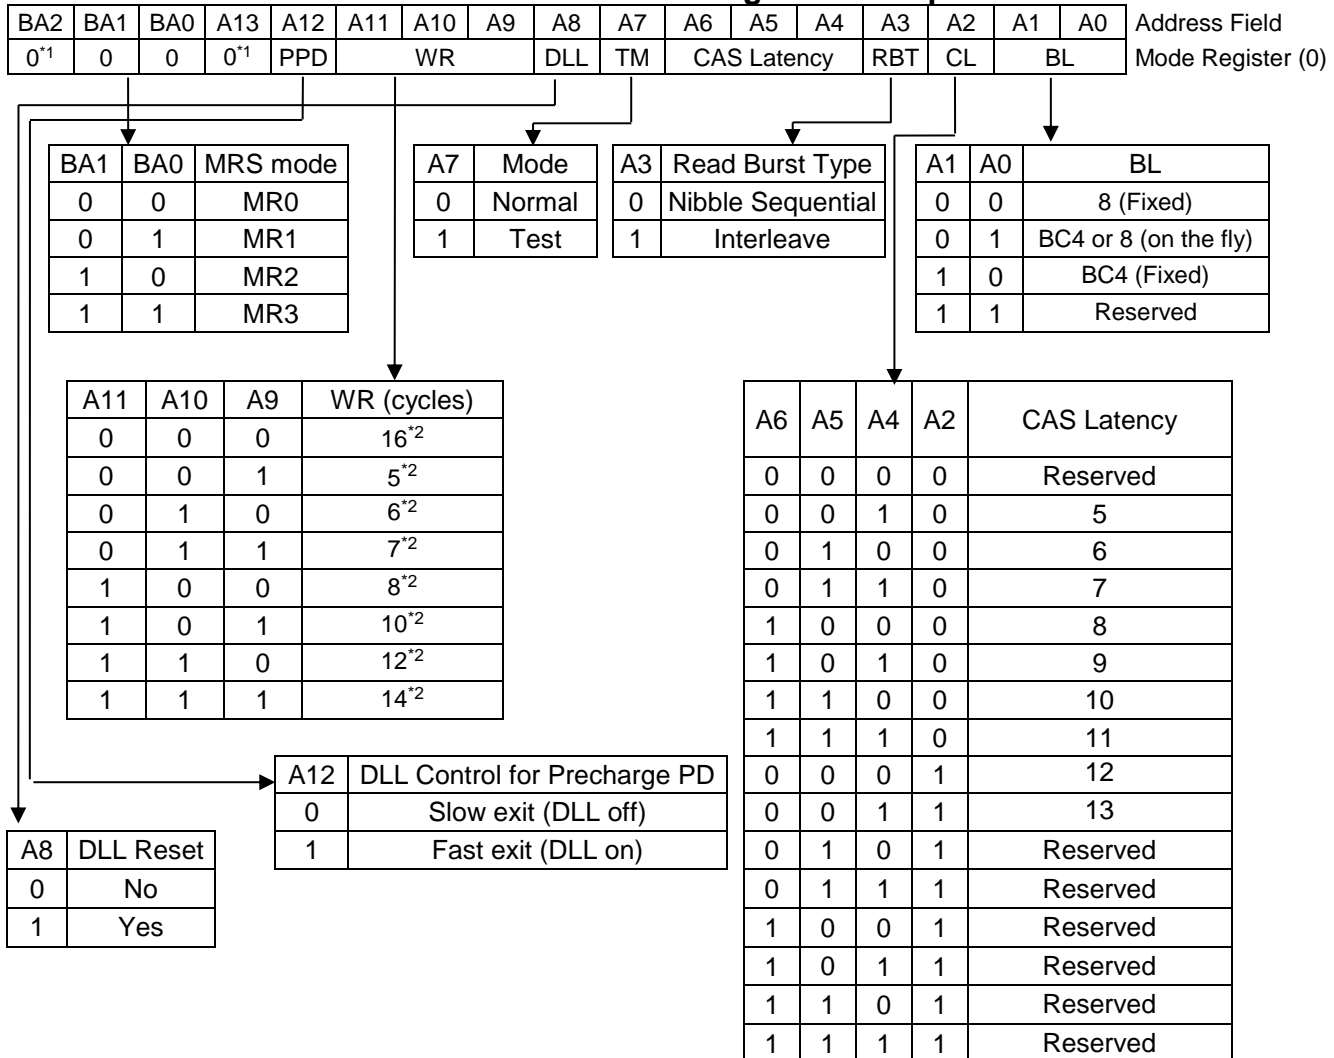 BA2 BA1 BA0 A13 A12 A11 A10 A9 A8 A7 A6 A5 A4 A3 A2 A1 A0 Address Field
0*1 0 0 0*1 PPD WR DLL TM CAS Latency RBT CL BL Mode Register (0)
BA1 BA0 MRS mode
0 0 MR0
0 1 MR1
1 0 MR2
1 1 MR3
A7 Mode
0 Normal
1 Test
A3 Read Burst Type
0 Nibble Sequential
1 Interleave
A1 A0 BL
0 0 8 (Fixed)
0 1 BC4 or 8 (on the fly)
1 0 BC4 (Fixed)
1 1 Reserved
A11 A10 A9 WR (cycles)
0 0 0 16*2
0 0 1 5*2
0 1 0 6*2
0 1 1 7*2
1 0 0 8*2
1 0 1 10*2
1 1 0 12*2
1 1 1 14*2
A6 A5 A4 A2 CAS Latency
0 0 0 0 Reserved
0 0 1 0 5
0 1 0 0 6
0 1 1 0 7
1 0 0 0 8
1 0 1 0 9
1 1 0 0 10
1 1 1 0 11
0 0 0 1 12
0 0 1 1 13
0 1 0 1 Reserved
0 1 1 1 Reserved
1 0 0 1 Reserved
1 0 1 1 Reserved
1 1 0 1 Reserved
1 1 1 1 Reserved
A12 DLL Control for Precharge PD
0 Slow exit (DLL off)
1 Fast exit (DLL on)
A8 DLL Reset
0 No
1 Yes